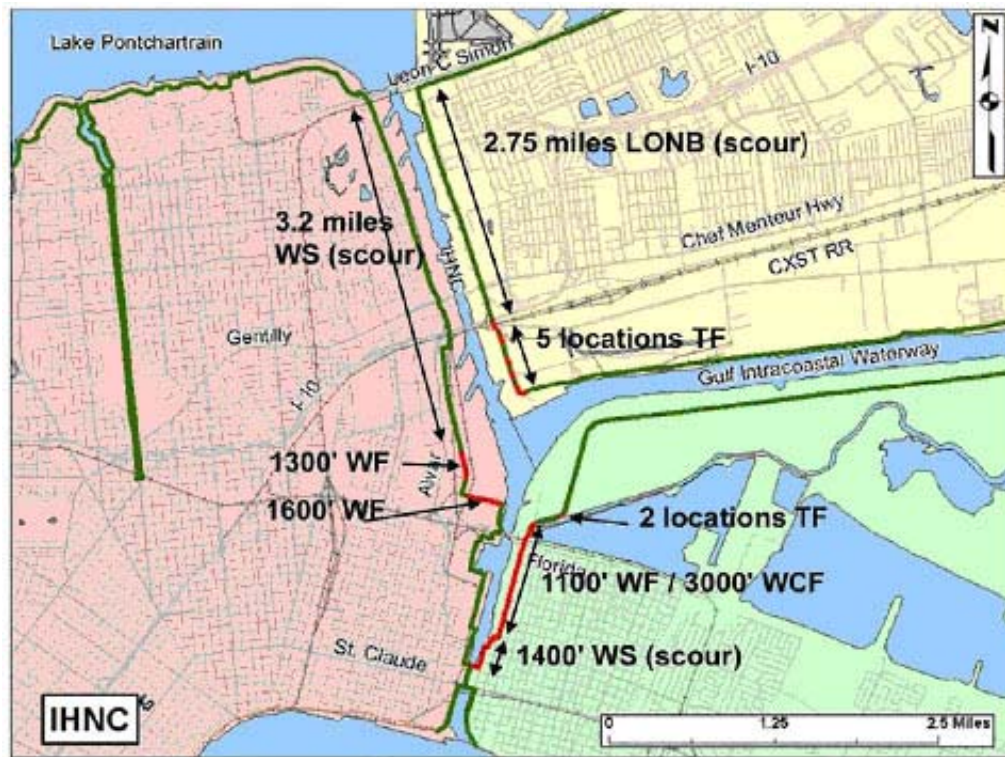 Lake Pontchartrain
Leon C Simon
I-10
N
2.75 miles LONB (scour)
3.2 miles
WS (scour)
IHNC
Chef Menteur Hwy
CXST RR
Gentilly
5 locations TF
Gulf Intracoastal Waterway
I-10
1300' WF
Alvar
1600' WF
2 locations TF
Florida
1100' WF / 3000' WCF
St. Claude
1400' WS (scour)
IHNC
0 1.25 2.5 Miles